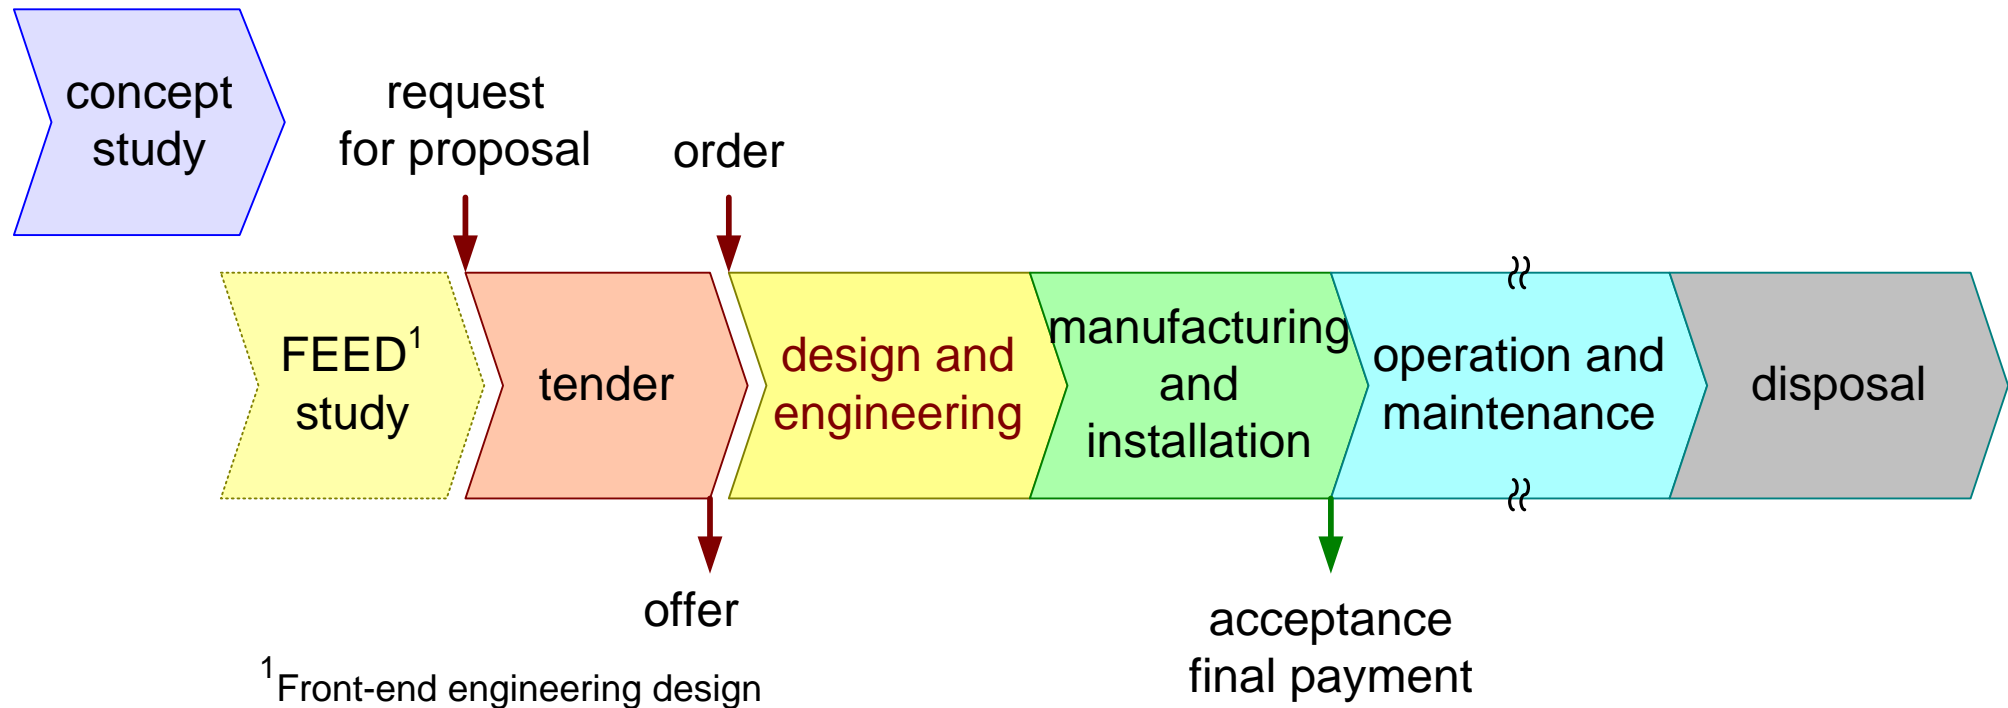 concept
study
request
for proposal
order
FEED¹
study
tender
design and
engineering
manufacturing
and
installation
operation and
maintenance
disposal
offer
acceptance
final payment
¹Front-end engineering design